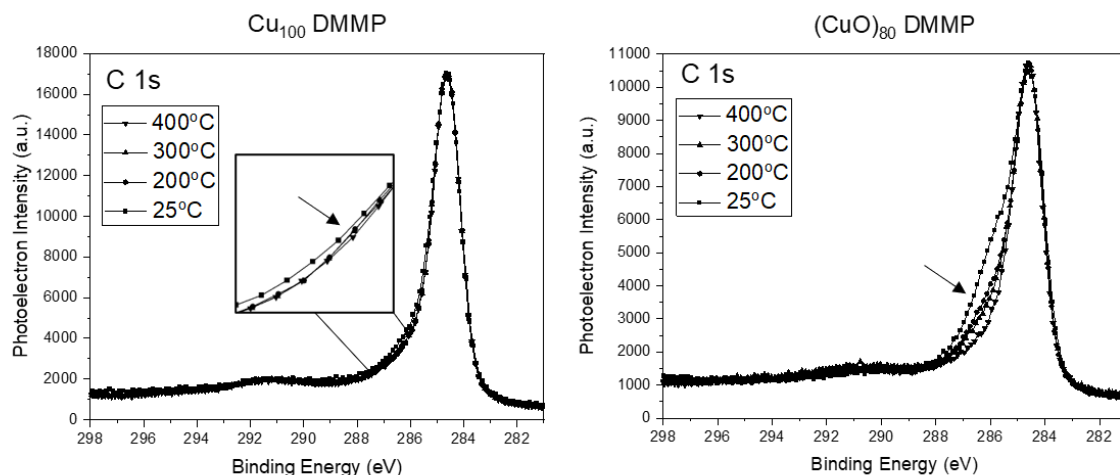 Cu₁₀₀ DMMP
C 1s
400°C
300°C
200°C
25°C
Photoelectron Intensity (a.u.)
18000
16000
14000
12000
10000
8000
6000
4000
2000
0
298 296 294 292 290 288 286 284 282
Binding Energy (eV)
(CuO)₈₀ DMMP
C 1s
400°C
300°C
200°C
25°C
Photoelectron Intensity (a.u.)
11000
10000
9000
8000
7000
6000
5000
4000
3000
2000
1000
0
298 296 294 292 290 288 286 284 282
Binding Energy (eV)